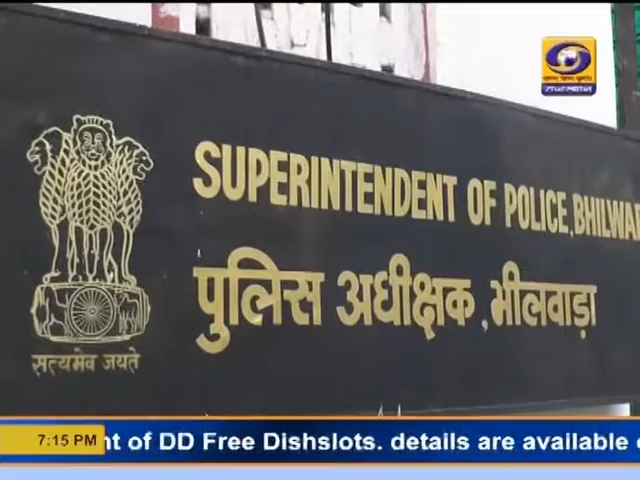 SUPERINTENDENT OF POLICE, BHILWAR
पुलिस अधीक्षक, भीलवाड़ा
सत्यमेव जयते
7:15 PM
nt of DD Free Dishslots. details are available